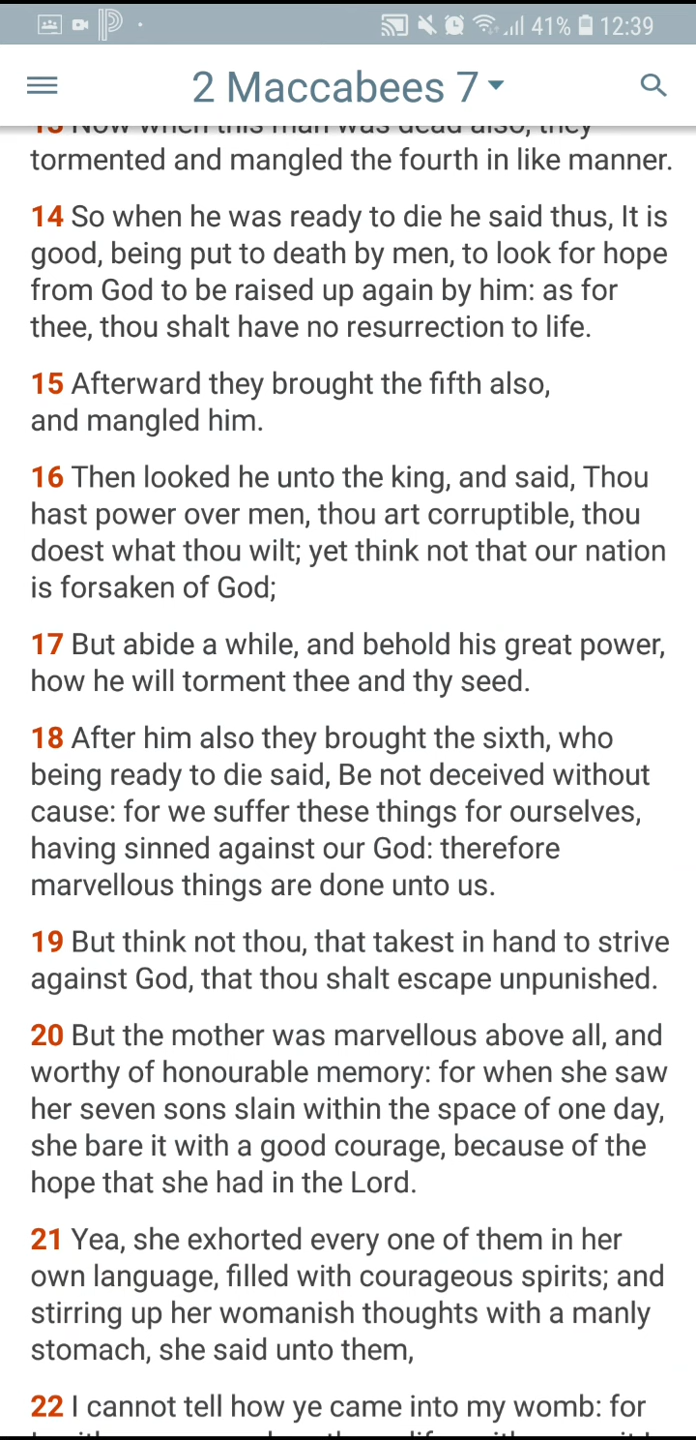 41% 12:39
2 Maccabees 7
13 Now when this man was dead also, they
tormented and mangled the fourth in like manner.
14 So when he was ready to die he said thus, It is
good, being put to death by men, to look for hope
from God to be raised up again by him: as for
thee, thou shalt have no resurrection to life.
15 Afterward they brought the fifth also,
and mangled him.
16 Then looked he unto the king, and said, Thou
hast power over men, thou art corruptible, thou
doest what thou wilt; yet think not that our nation
is forsaken of God;
17 But abide a while, and behold his great power,
how he will torment thee and thy seed.
18 After him also they brought the sixth, who
being ready to die said, Be not deceived without
cause: for we suffer these things for ourselves,
having sinned against our God: therefore
marvellous things are done unto us.
19 But think not thou, that takest in hand to strive
against God, that thou shalt escape unpunished.
20 But the mother was marvellous above all, and
worthy of honourable memory: for when she saw
her seven sons slain within the space of one day,
she bare it with a good courage, because of the
hope that she had in the Lord.
21 Yea, she exhorted every one of them in her
own language, filled with courageous spirits; and
stirring up her womanish thoughts with a manly
stomach, she said unto them,
22 I cannot tell how ye came into my womb: for